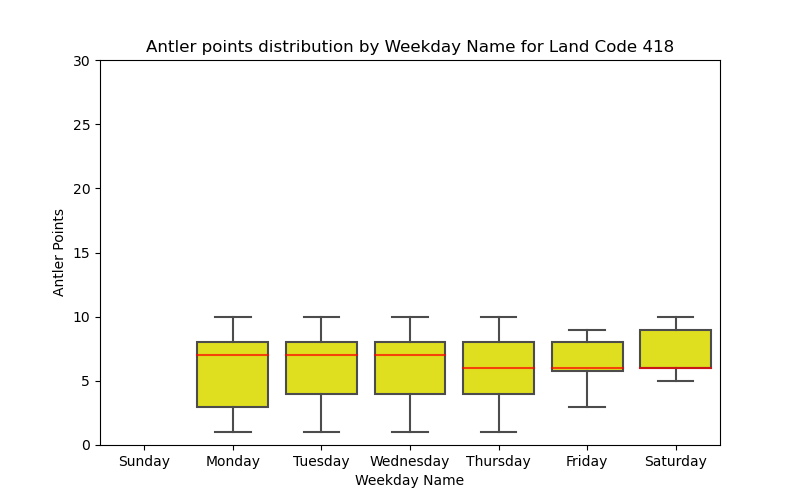 Antler points distribution by Weekday Name for Land Code 418
30
25
20
15
10
5
0
Antler Points
Sunday Monday Tuesday Wednesday Thursday Friday Saturday
Weekday Name